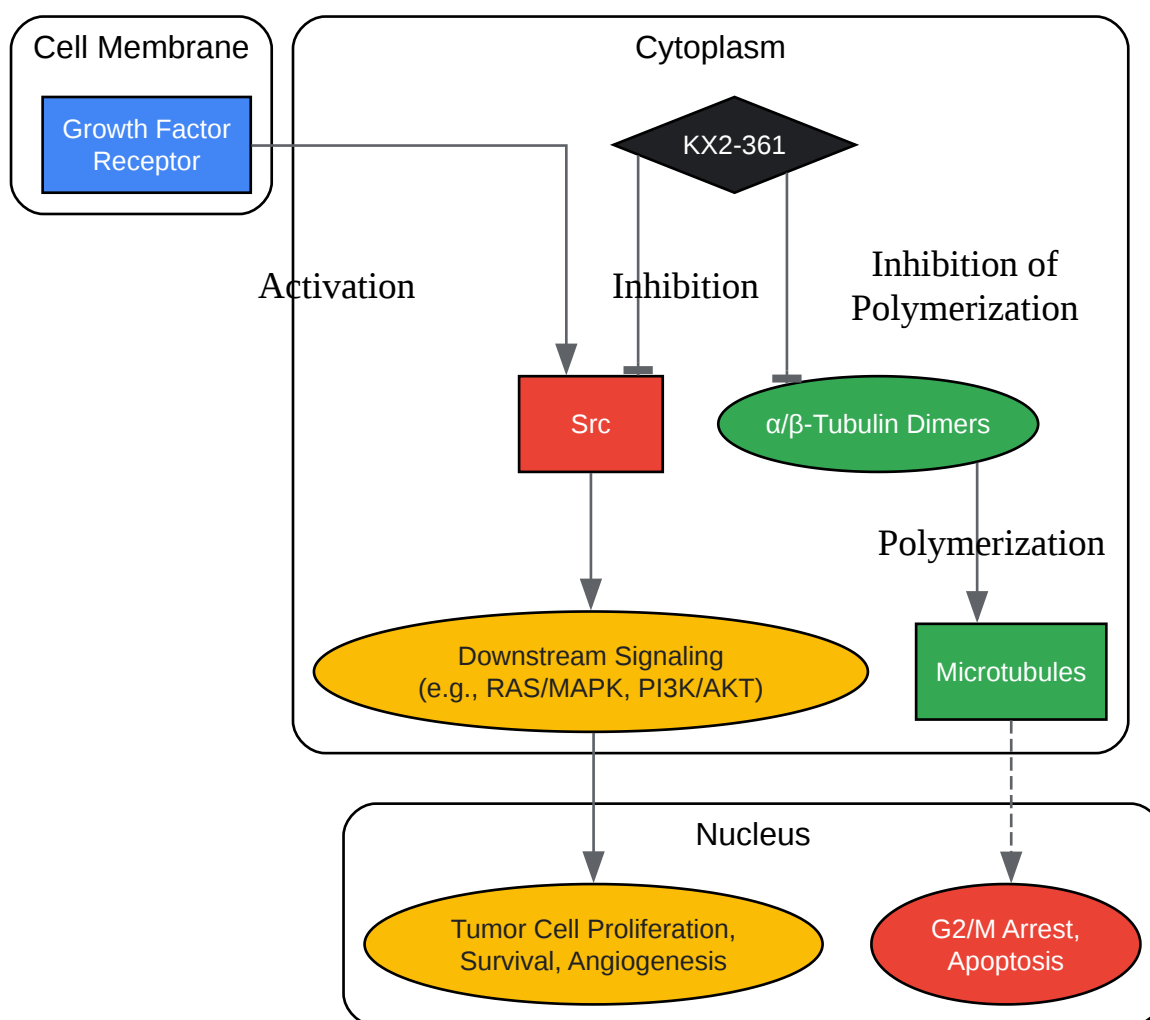 Cell Membrane
Cytoplasm
Growth Factor
Receptor
KX2-361
Activation
Inhibition
Inhibition of
Polymerization
Src
α/β-Tubulin Dimers
Polymerization
Downstream Signaling
(e.g., RAS/MAPK, PI3K/AKT)
Microtubules
Nucleus
Tumor Cell Proliferation,
Survival, Angiogenesis
G2/M Arrest,
Apoptosis